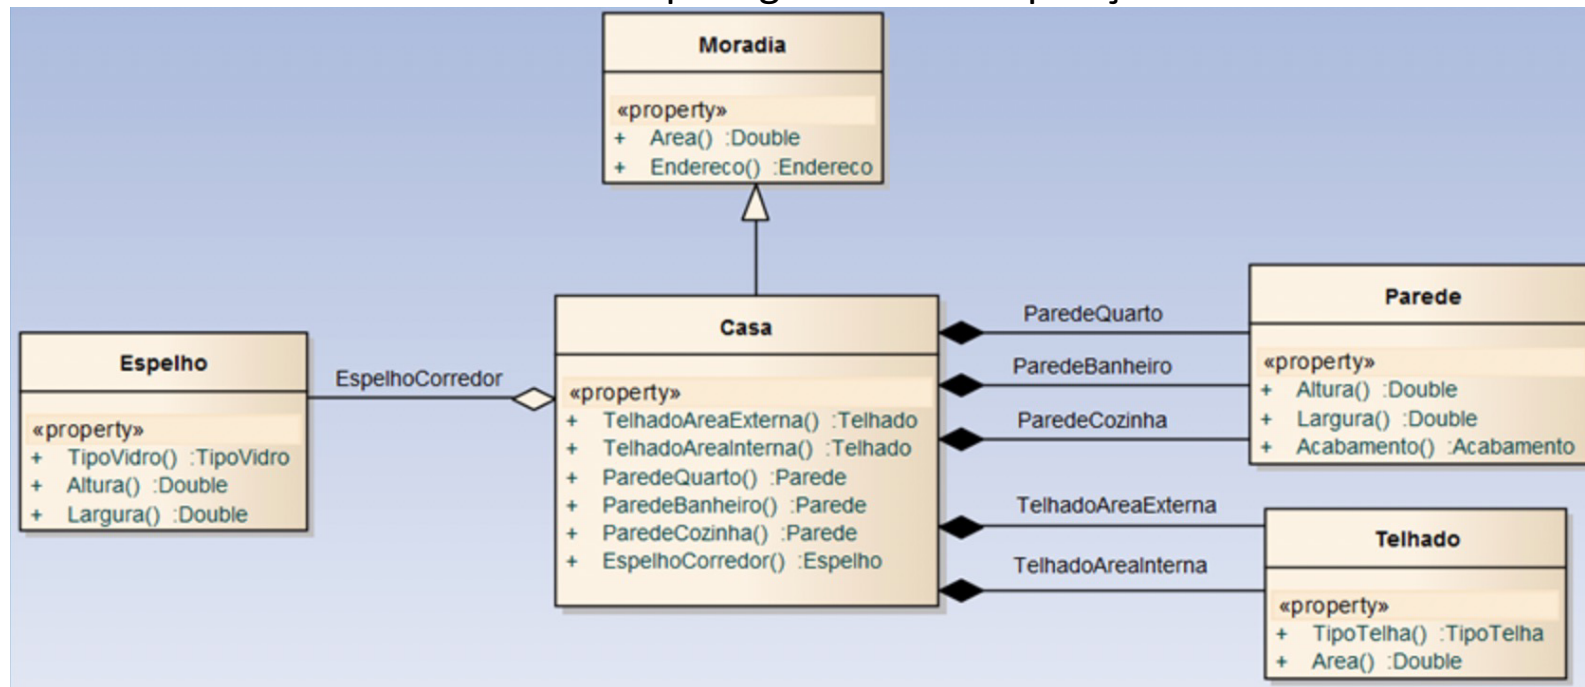 Moradia
«property»
+ Area() :Double
+ Endereco() :Endereco
Espelho
«property»
+ TipoVidro() :TipoVidro
+ Altura() :Double
+ Largura() :Double
EspelhoCorredor
Casa
«property»
+ TelhadoAreaExterna() :Telhado
+ TelhadoAreaInterna() :Telhado
+ ParedeQuarto() :Parede
+ ParedeBanheiro() :Parede
+ ParedeCozinha() :Parede
+ EspelhoCorredor() :Espelho
ParedeQuarto
ParedeBanheiro
ParedeCozinha
TelhadoAreaExterna
TelhadoAreaInterna
Parede
«property»
+ Altura() :Double
+ Largura() :Double
+ Acabamento() :Acabamento
Telhado
«property»
+ TipoTelha() :TipoTelha
+ Area() :Double